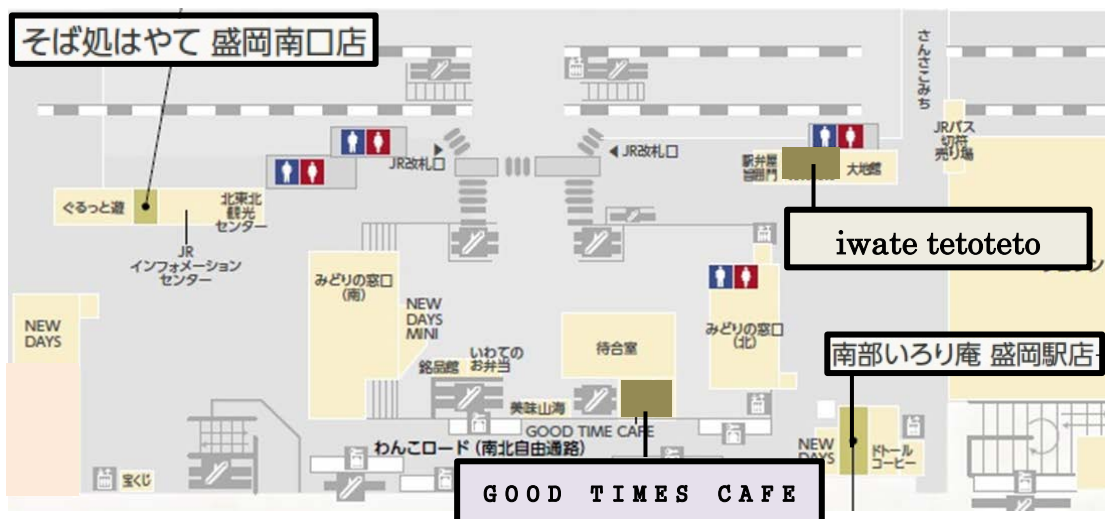 そば処はやて 盛岡南口店
さんさこみち
JR改札口
JR改札口
JRバス
切符
売り場
駅弁屋
大地館
ぐるっと遊
北東北
観光
センター
JR
インフォメーション
センター
iwate tetoteto
みどりの窓口
(南)
NEW
DAYS
MINI
NEW
DAYS
待合室
みどりの窓口
(北)
南部いろり庵 盛岡駅店
銘品館
いわての
お弁当
美味山海
GOOD TIME CAFE
わんこロード(南北自由通路)
NEW
DAYS
ドトール
コーヒー
宝くじ
GOOD TIMES CAFE